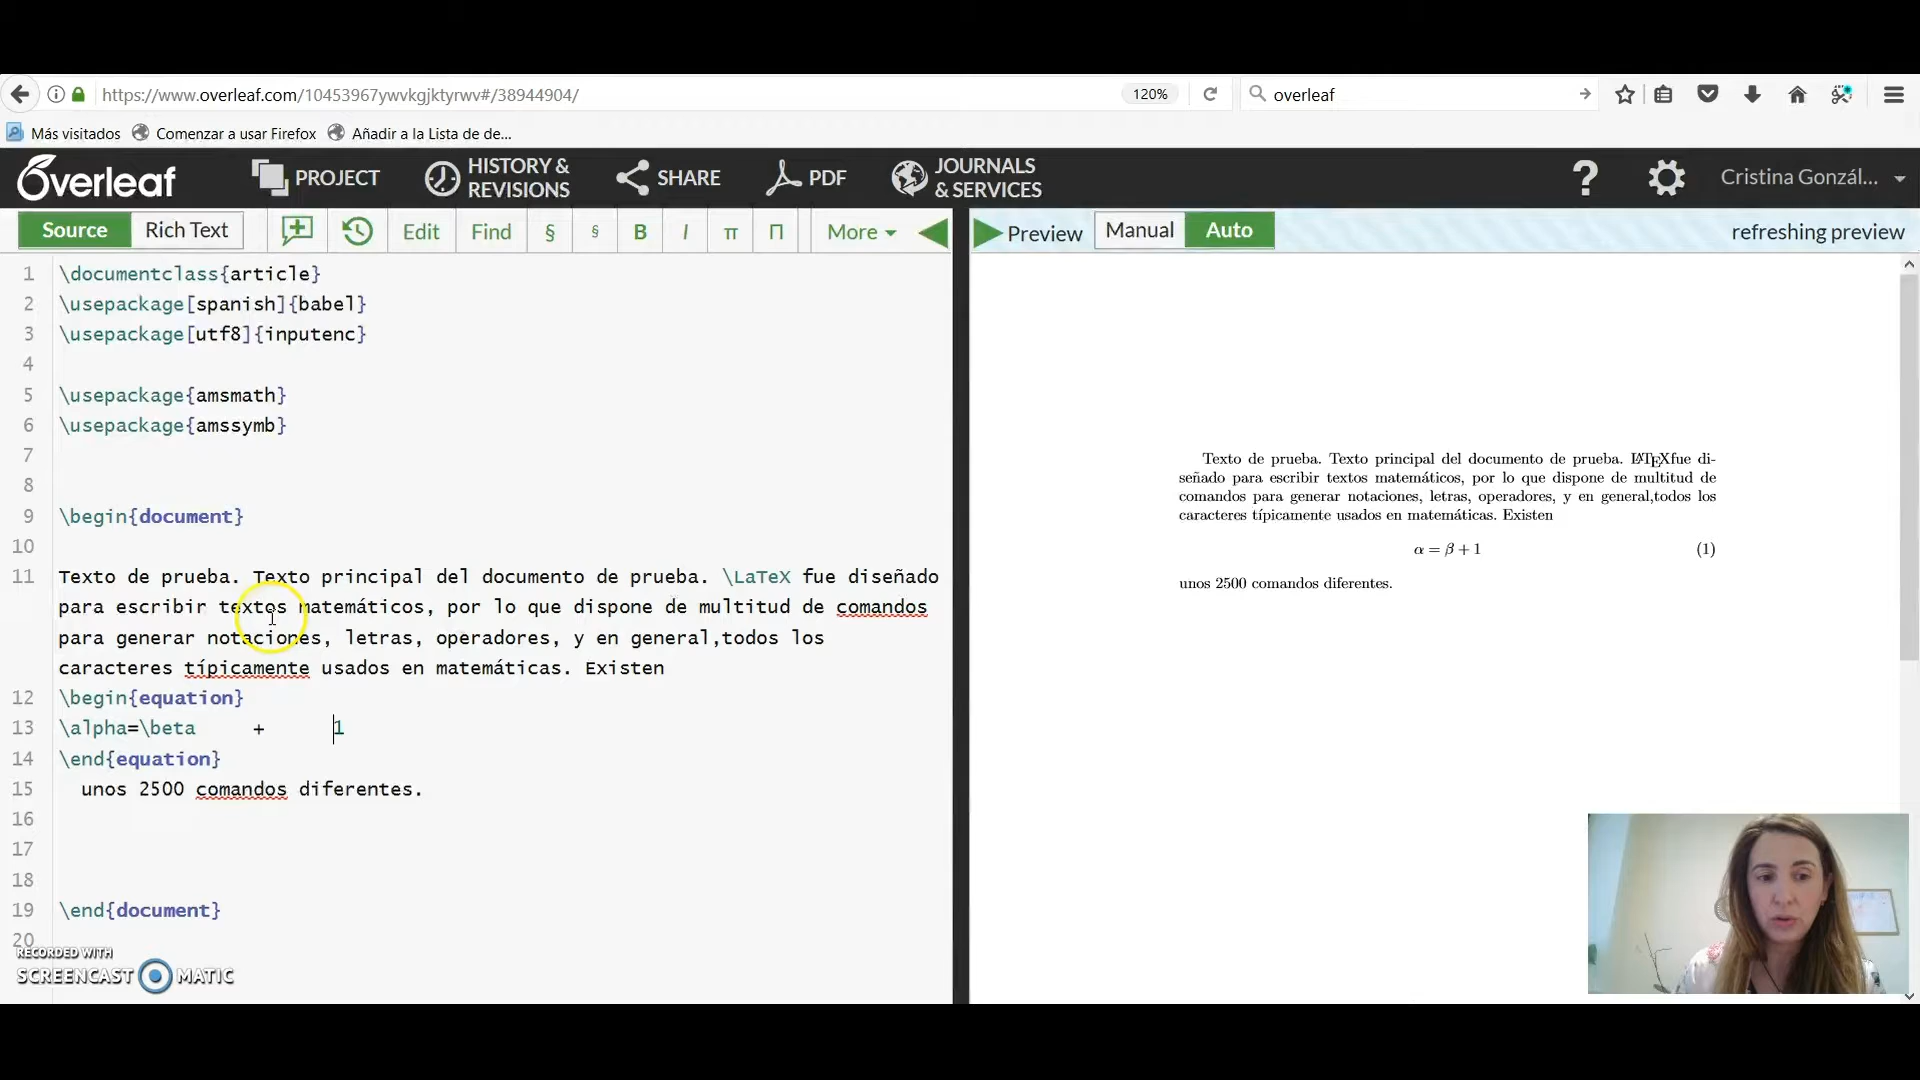 https://www.overleaf.com/10453967ywvkgjktyrwv#/38944904/ 120% overleaf
Más visitados Comenzar a usar Firefox Añadir a la Lista de de...
Overleaf PROJECT HISTORY & REVISIONS SHARE PDF JOURNALS & SERVICES ? Cristina Gonzál...
Source Rich Text Edit Find § § B I π Π More Preview Manual Auto refreshing preview
1 \documentclass{article}
2 \usepackage[spanish]{babel}
3 \usepackage[utf8]{inputenc}
4
5 \usepackage{amsmath}
6 \usepackage{amssymb}
7
8
9 \begin{document}
10
11 Texto de prueba. Texto principal del documento de prueba. \LaTeX fue diseñado
para escribir textos matemáticos, por lo que dispone de multitud de comandos
para generar notaciones, letras, operadores, y en general,todos los
caracteres típicamente usados en matemáticas. Existen
12 \begin{equation}
13 \alpha=\beta + 1
14 \end{equation}
15 unos 2500 comandos diferentes.
16
17
18
19 \end{document}
20
RECORDED WITH
SCREENCAST MATIC
Texto de prueba. Texto principal del documento de prueba. LATEXfue di-
señado para escribir textos matemáticos, por lo que dispone de multitud de
comandos para generar notaciones, letras, operadores, y en general,todos los
caracteres típicamente usados en matemáticas. Existen
α = β + 1 (1)
unos 2500 comandos diferentes.